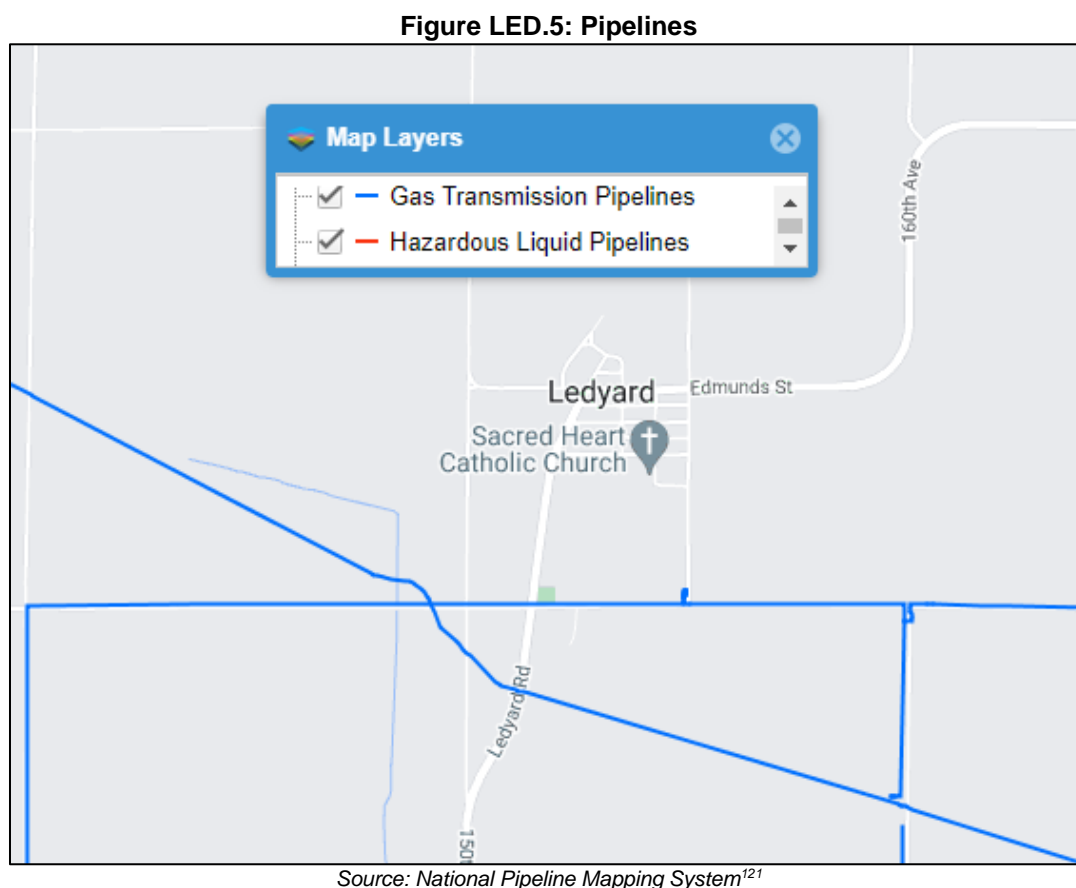 Figure LED.5: Pipelines
Map Layers
Gas Transmission Pipelines
Hazardous Liquid Pipelines
160th Ave
Ledyard
Edmunds St
Sacred Heart
Catholic Church
Ledyard Rd
150t
Source: National Pipeline Mapping System121